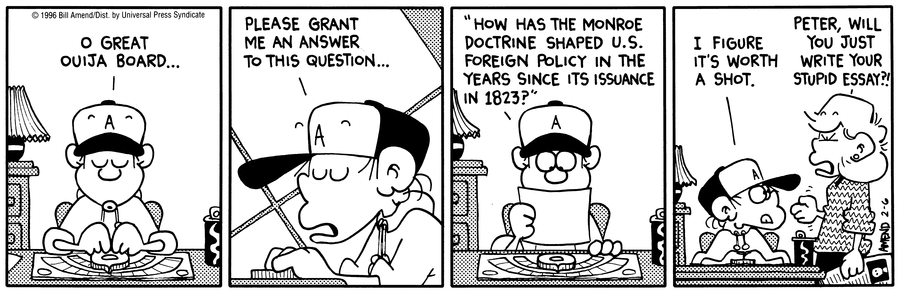 © 1996 Bill Amend/Dist. by Universal Press Syndicate
O GREAT
OUIJA BOARD...
A
PLEASE GRANT
ME AN ANSWER
TO THIS QUESTION...
A
"HOW HAS THE MONROE
DOCTRINE SHAPED U.S.
FOREIGN POLICY IN THE
YEARS SINCE ITS ISSUANCE
IN 1823?"
A
I FIGURE
IT'S WORTH
A SHOT.
PETER, WILL
YOU JUST
WRITE YOUR
STUPID ESSAY?!
A
AMEND 2-6